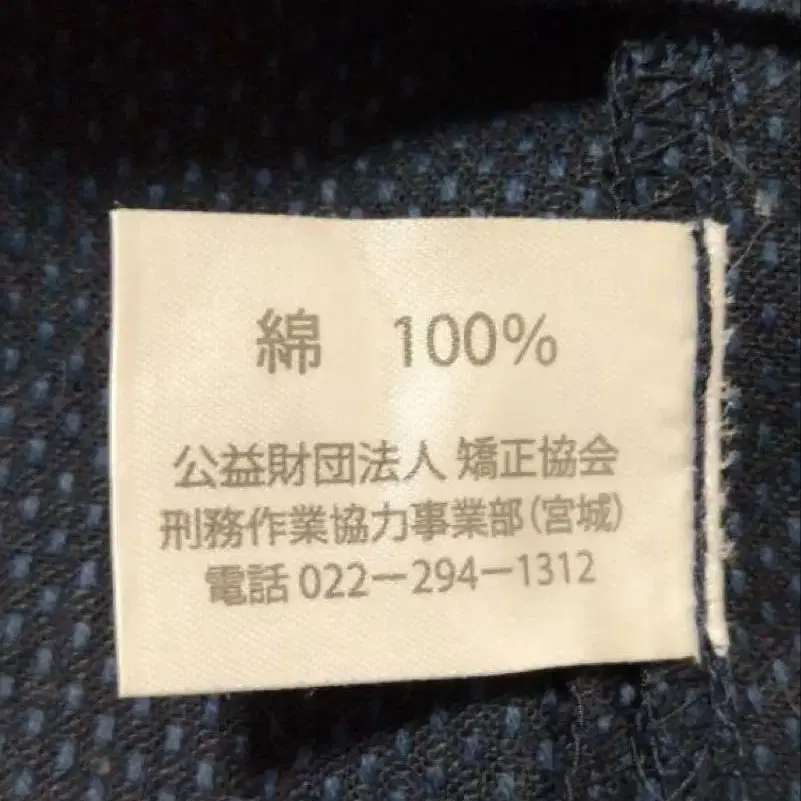 綿 100%
公益財団法人 矯正協会
刑務作業協力事業部(宮城)
電話 022-294-1312